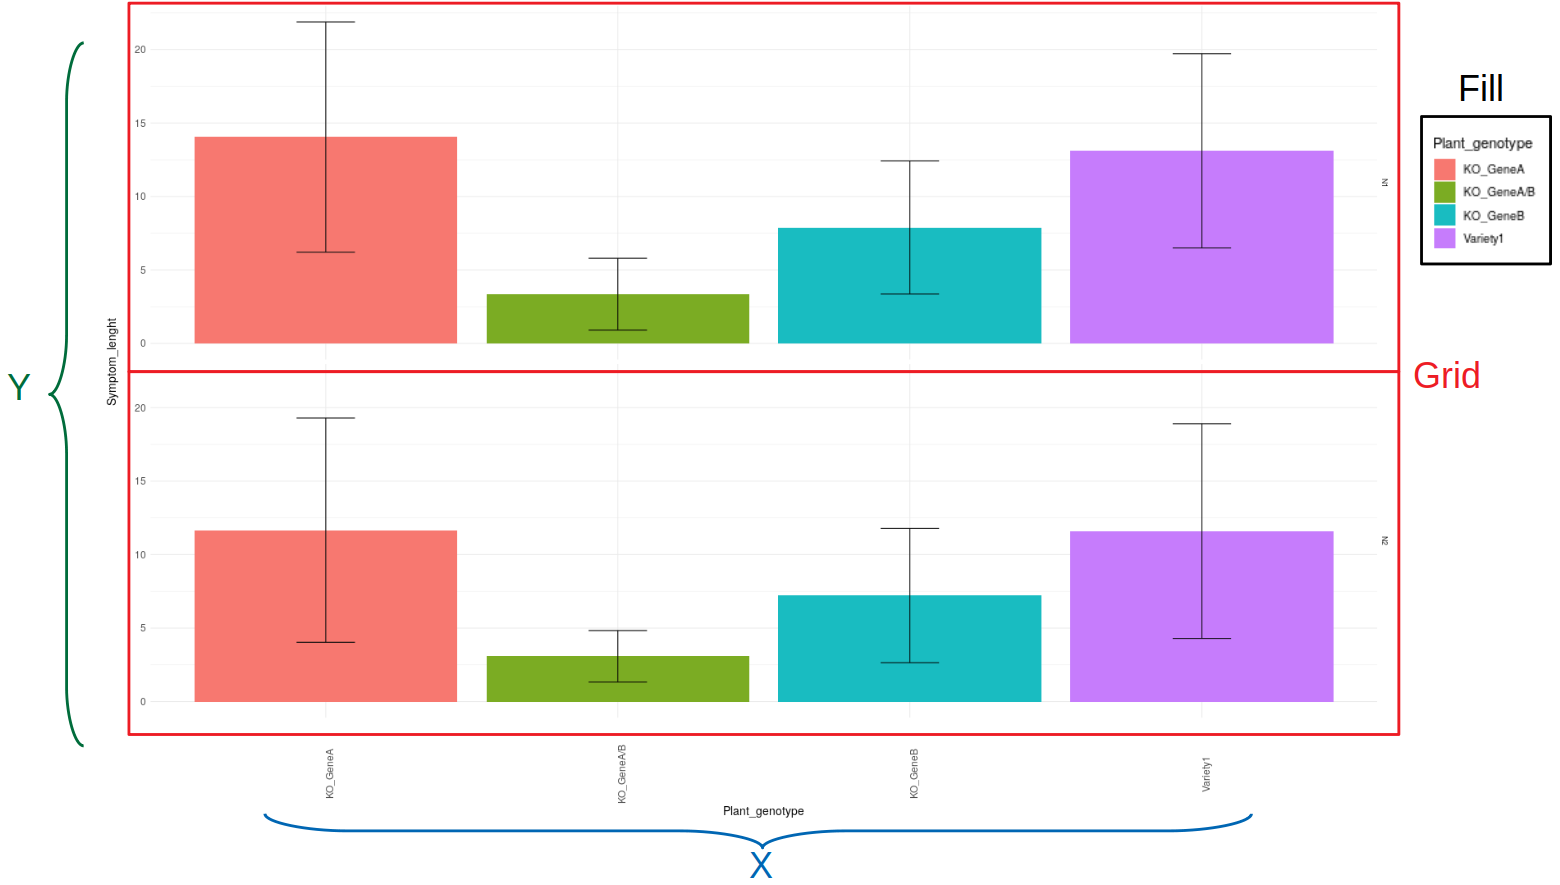 Y
Symptom_lenght
20
15
10
5
0
N1
20
15
10
5
0
N2
KO_GeneA
KO_GeneA/B
KO_GeneB
Variety1
Plant_genotype
X
Fill
Plant_genotype
KO_GeneA
KO_GeneA/B
KO_GeneB
Variety1
Grid